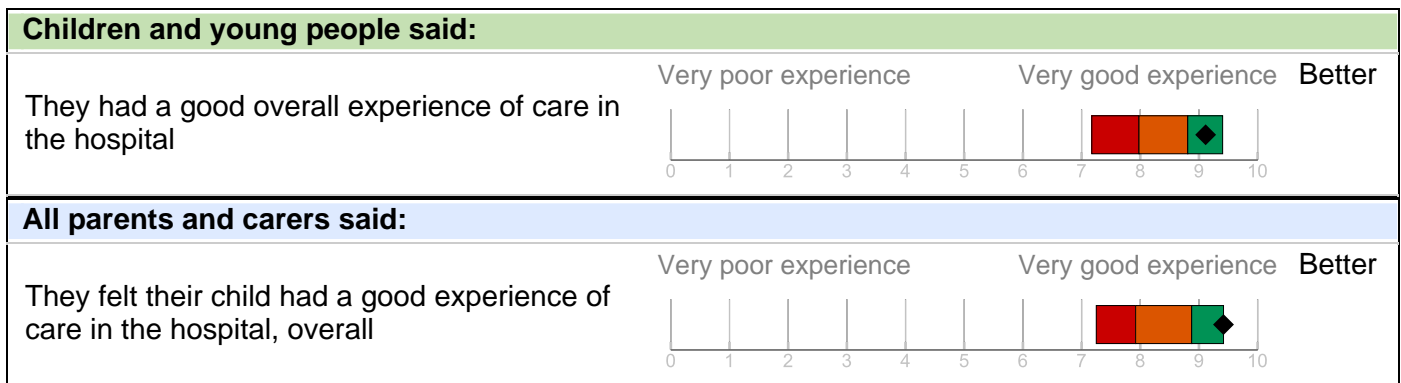 Children and young people said:
Very poor experience Very good experience Better
They had a good overall experience of care in
the hospital
0 1 2 3 4 5 6 7 8 9 10
All parents and carers said:
Very poor experience Very good experience Better
They felt their child had a good experience of
care in the hospital, overall
0 1 2 3 4 5 6 7 8 9 10